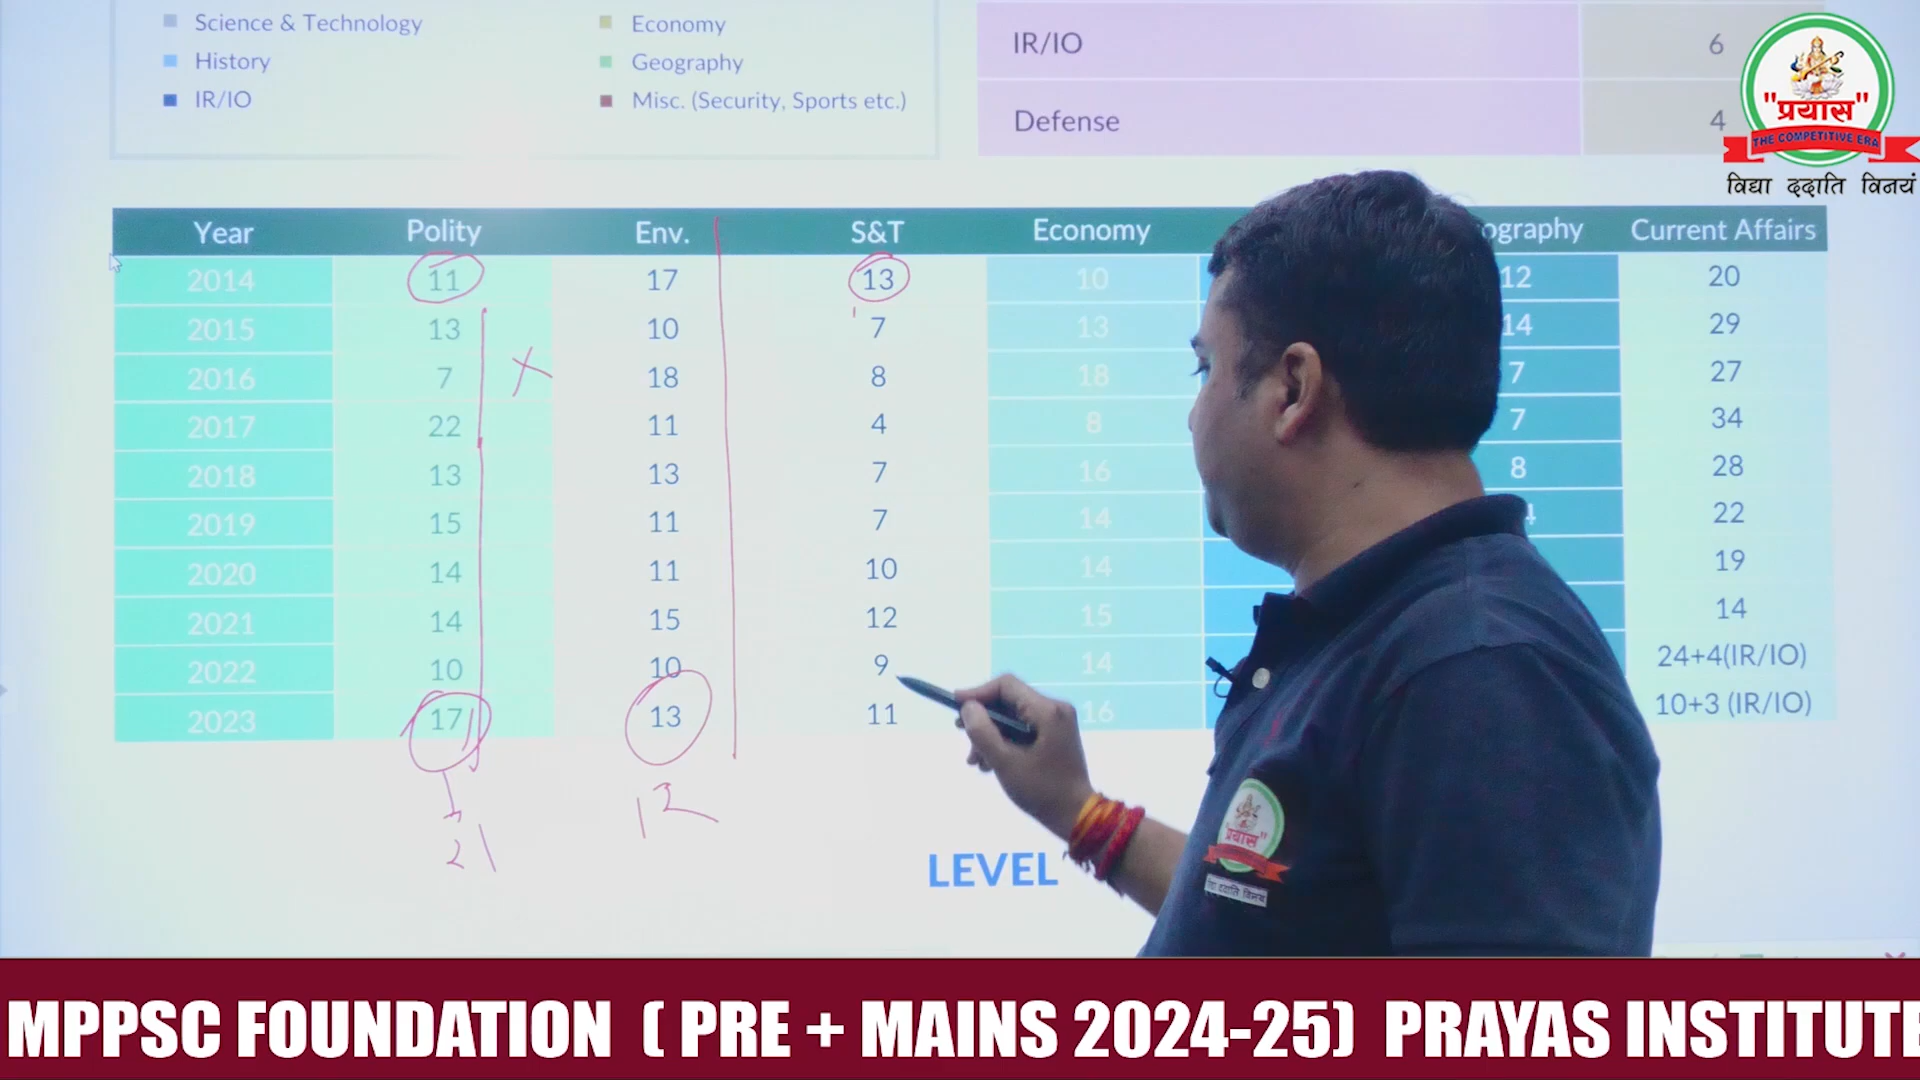 Science & Technology
Economy
History
Geography
IR/IO
Misc. (Security, Sports etc.)
IR/IO 6
Defense 4
"प्रयास"
THE COMPETITIVE ERA
विद्या ददाति विनयं
Year Polity Env. S&T Economy ography Current Affairs
2014 11 17 13 10 12 20
2015 13 10 7 13 14 29
2016 7 18 8 18 7 27
2017 22 11 4 8 7 34
2018 13 13 7 16 8 28
2019 15 11 7 14 4 22
2020 14 11 10 14 19
2021 14 15 12 15 14
2022 10 10 9 14 24+4(IR/IO)
2023 17 13 11 16 10+3 (IR/IO)
21 12
LEVEL
"प्रयास"
विद्या ददाति विनयं
MPPSC FOUNDATION ( PRE + MAINS 2024-25) PRAYAS INSTITUTE